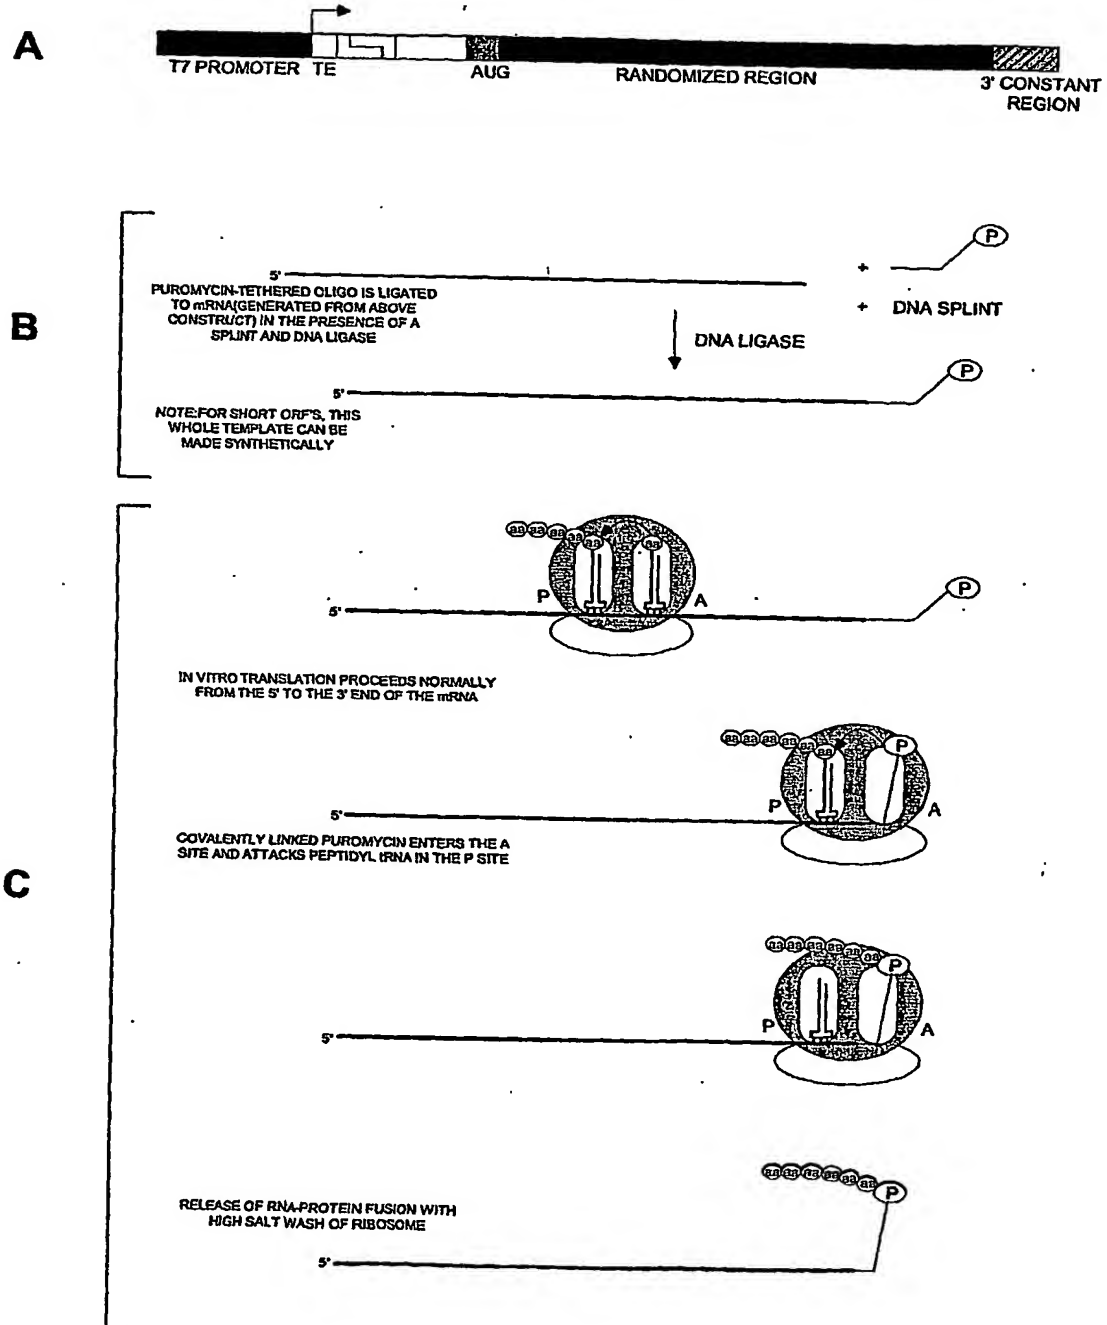 A
T7 PROMOTER TE AUG RANDOMIZED REGION 3' CONSTANT
REGION
B
P
5'
+
PUROMYCIN-TETHERED OLIGO IS LIGATED
TO mRNA(GENERATED FROM ABOVE
CONSTRUCT) IN THE PRESENCE OF A
SPLINT AND DNA LIGASE
+ DNA SPLINT
DNA LIGASE
P
5'
NOTE:FOR SHORT ORF'S, THIS
WHOLE TEMPLATE CAN BE
MADE SYNTHETICALLY
C
aa aa aa aa aa aa
P A
P
5'
IN VITRO TRANSLATION PROCEEDS NORMALLY
FROM THE 5' TO THE 3' END OF THE mRNA
aa aa aa aa aa aa P
P A
5'
COVALENTLY LINKED PUROMYCIN ENTERS THE A
SITE AND ATTACKS PEPTIDYL tRNA IN THE P SITE
aa aa aa aa aa aa P
P A
5'
aa aa aa aa aa aa P
RELEASE OF RNA-PROTEIN FUSION WITH
HIGH SALT WASH OF RIBOSOME
5'